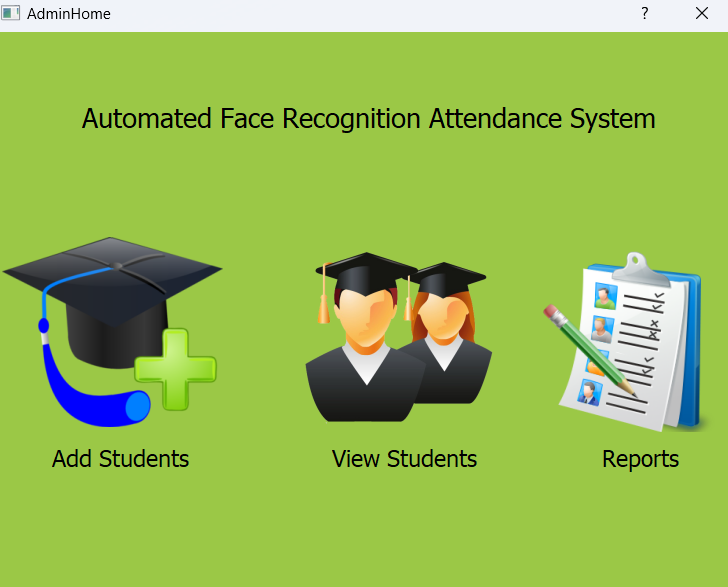 AdminHome
?
Automated Face Recognition Attendance System
Add Students
View Students
Reports